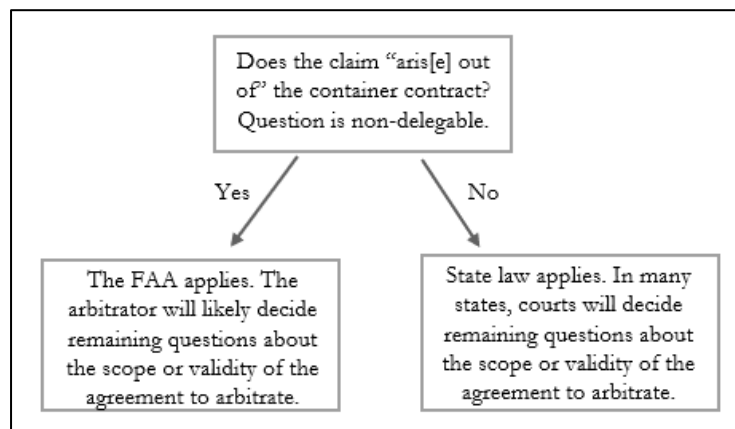 Does the claim “aris[e] out
of” the container contract?
Question is non-delegable.
Yes
No
The FAA applies. The
arbitrator will likely decide
remaining questions about
the scope or validity of the
agreement to arbitrate.
State law applies. In many
states, courts will decide
remaining questions about
the scope or validity of the
agreement to arbitrate.